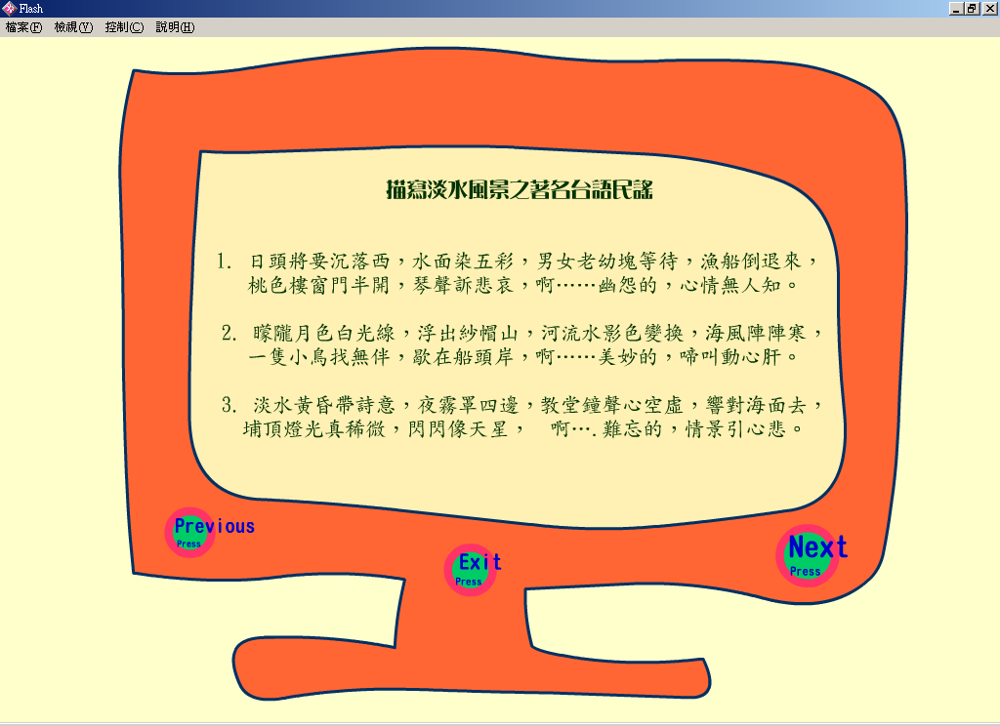 Flash
檔案(F) 檢視(V) 控制(C) 說明(H)
描寫淡水風景之著名台語民謠
1. 日頭將要沉落西，水面染五彩，男女老幼塊等待，漁船倒退來，
桃色樓窗門半開，琴聲訴悲哀，啊……幽怨的，心情無人知。
2. 矇朧月色白光線，浮出紗帽山，河流水影色變換，海風陣陣寒，
一隻小鳥找無伴，歇在船頭岸，啊……美妙的，啼叫動心肝。
3. 淡水黃昏帶詩意，夜霧罩四邊，教堂鐘聲心空虛，響對海面去，
埔頂燈光真稀微，閃閃像天星， 啊….難忘的，情景引心悲。
Previous
Press
Exit
Press
Next
Press